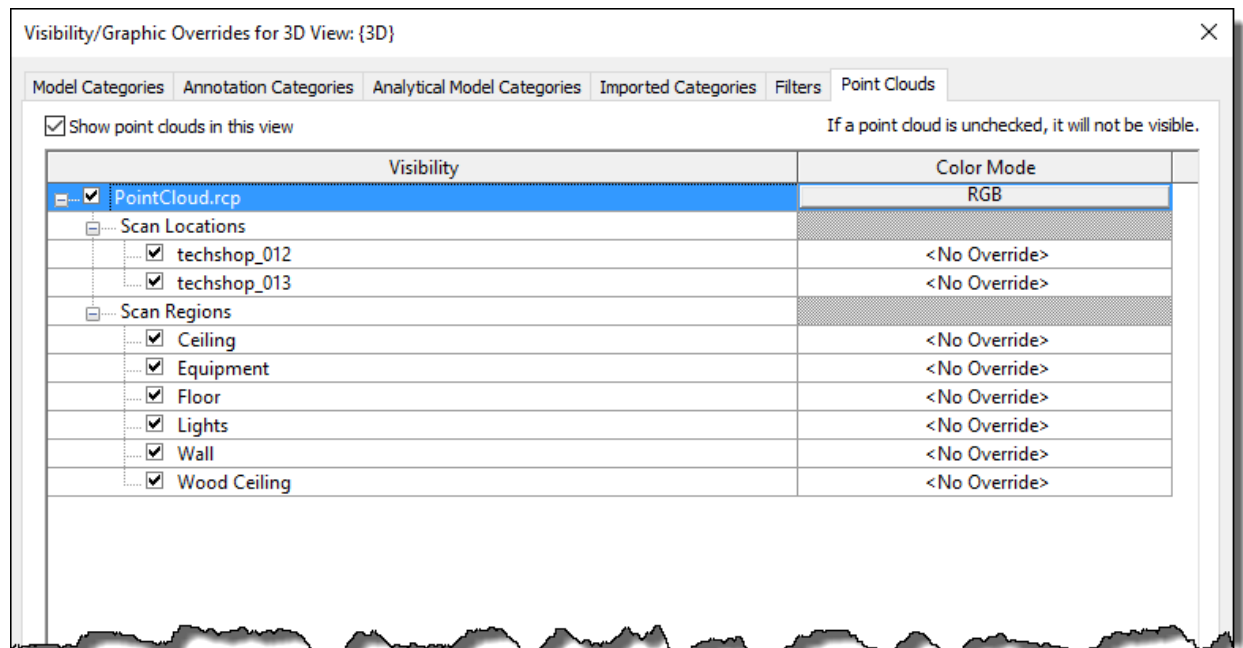 Visibility/Graphic Overrides for 3D View: {3D}
Model Categories Annotation Categories Analytical Model Categories Imported Categories Filters Point Clouds
Show point clouds in this view If a point cloud is unchecked, it will not be visible.
Visibility Color Mode
PointCloud.rcp RGB
Scan Locations
techshop_012 <No Override>
techshop_013 <No Override>
Scan Regions
Ceiling <No Override>
Equipment <No Override>
Floor <No Override>
Lights <No Override>
Wall <No Override>
Wood Ceiling <No Override>